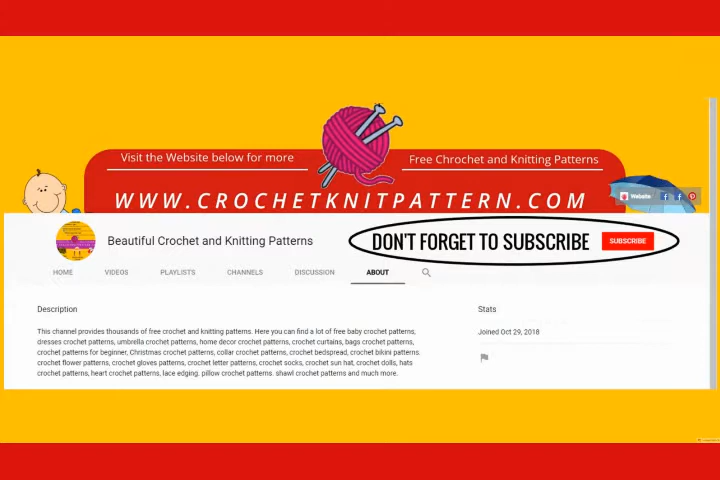 Visit the Website below for more
Free Chrochet and Knitting Patterns
WWW.CROCHETKNITPATTERN.COM
Website
Beautiful Crochet and Knitting Patterns
DON'T FORGET TO SUBSCRIBE
SUBSCRIBE
HOME VIDEOS PLAYLISTS CHANNELS DISCUSSION ABOUT
Description
Stats
This channel provides thousands of free crochet and knitting patterns. Here you can find a lot of free baby crochet patterns,
Joined Oct 29, 2018
dresses crochet patterns, umbrella crochet patterns, home decor crochet patterns, crochet curtains, bags crochet patterns,
crochet patterns for beginner, Christmas crochet patterns, collar crochet patterns, crochet bedspread, crochet bikini patterns
crochet flower patterns, crochet gloves patterns, crochet letter patterns, crochet socks, crochet sun hat, crochet dolls, hats
crochet patterns, heart crochet patterns, lace edging. pillow crochet patterns. shawl crochet patterns and much more.